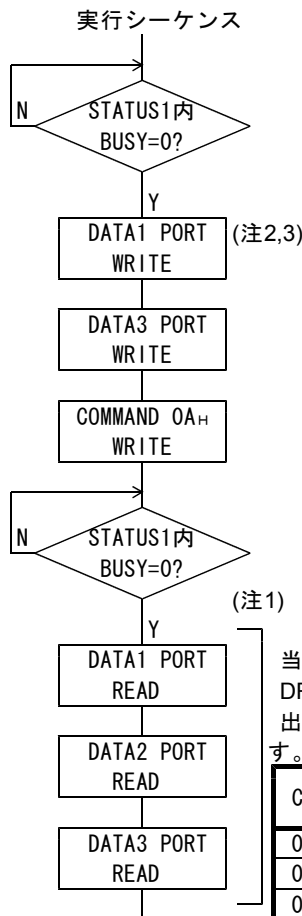 実行シーケンス
N
STATUS1内
BUSY=0?
Y
DATA1 PORT
WRITE
(注2,3)
DATA3 PORT
WRITE
COMMAND 0AH
WRITE
N
STATUS1内
BUSY=0?
(注1)
Y
DATA1 PORT
READ
DATA2 PORT
READ
DATA3 PORT
READ
当
出
す。
C
0
0
0